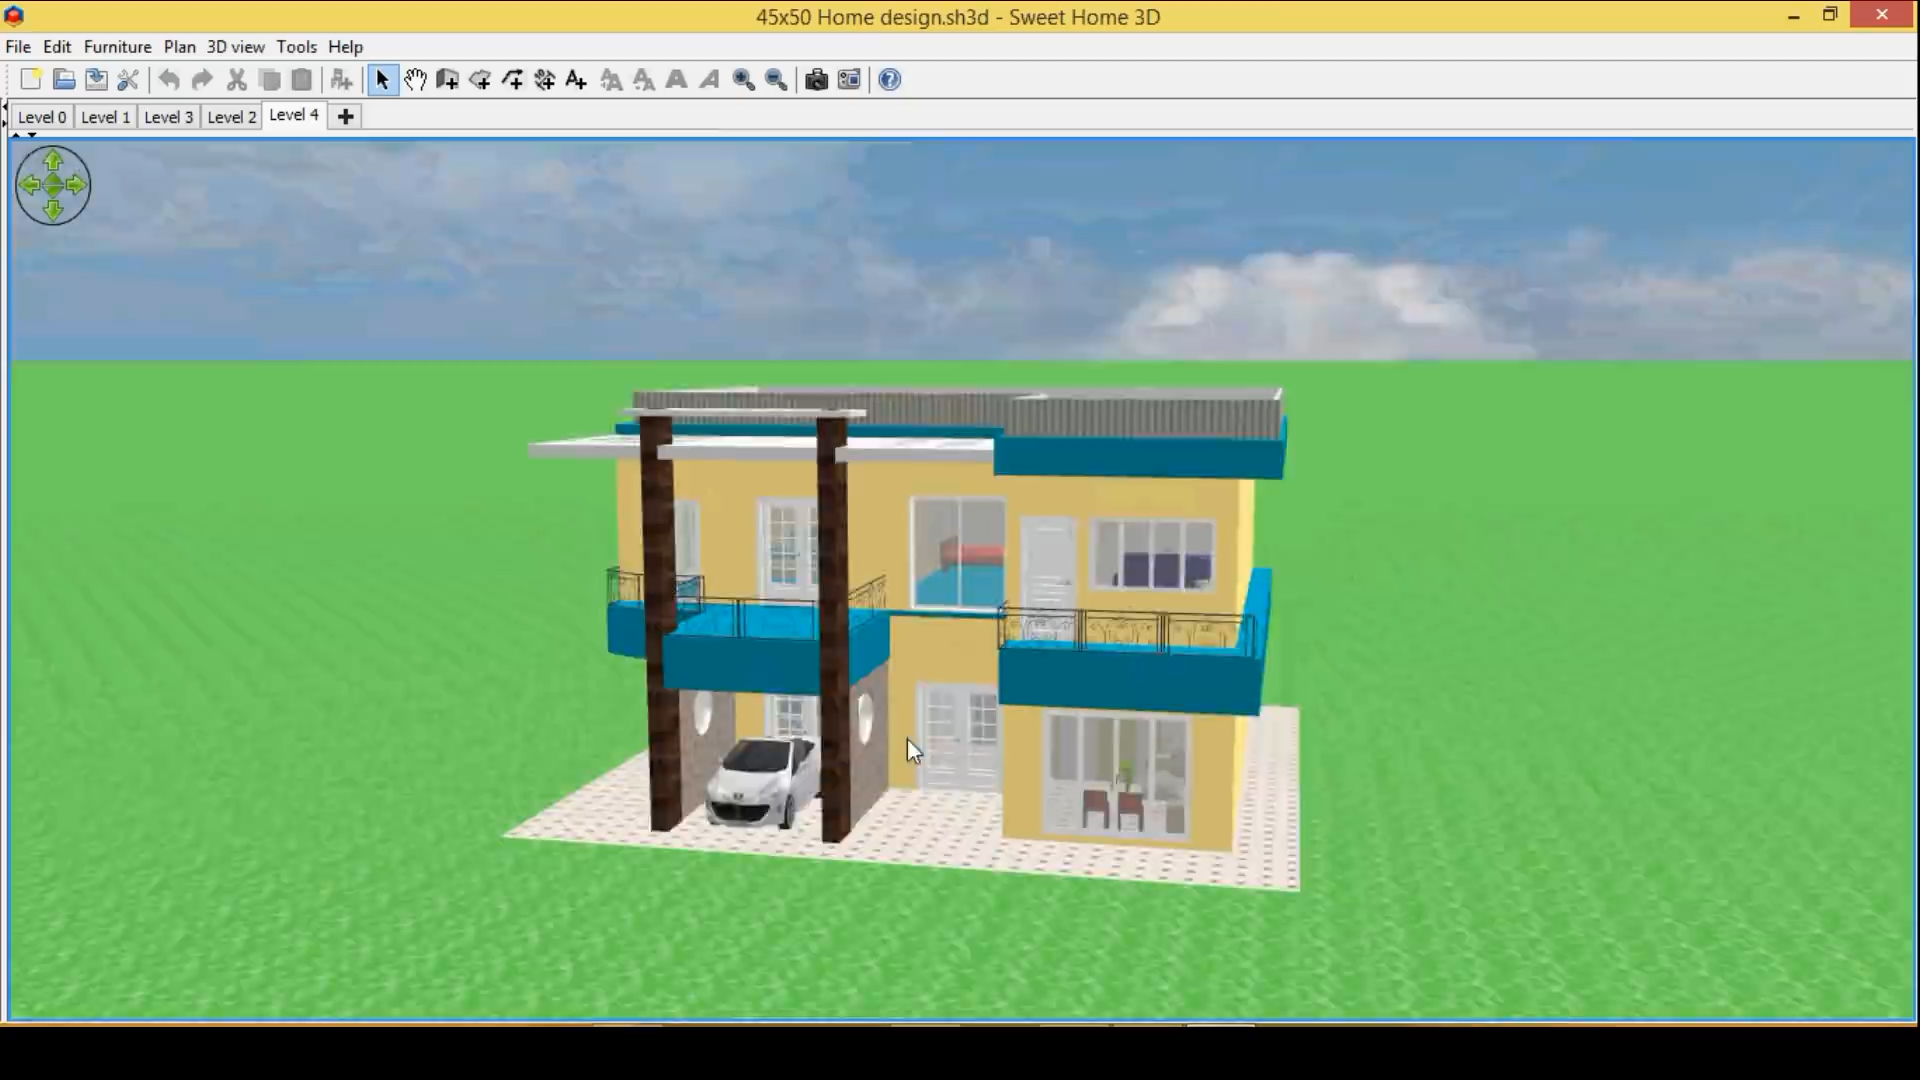 45x50 Home design.sh3d - Sweet Home 3D
File Edit Furniture Plan 3D view Tools Help
Level 0 Level 1 Level 3 Level 2 Level 4